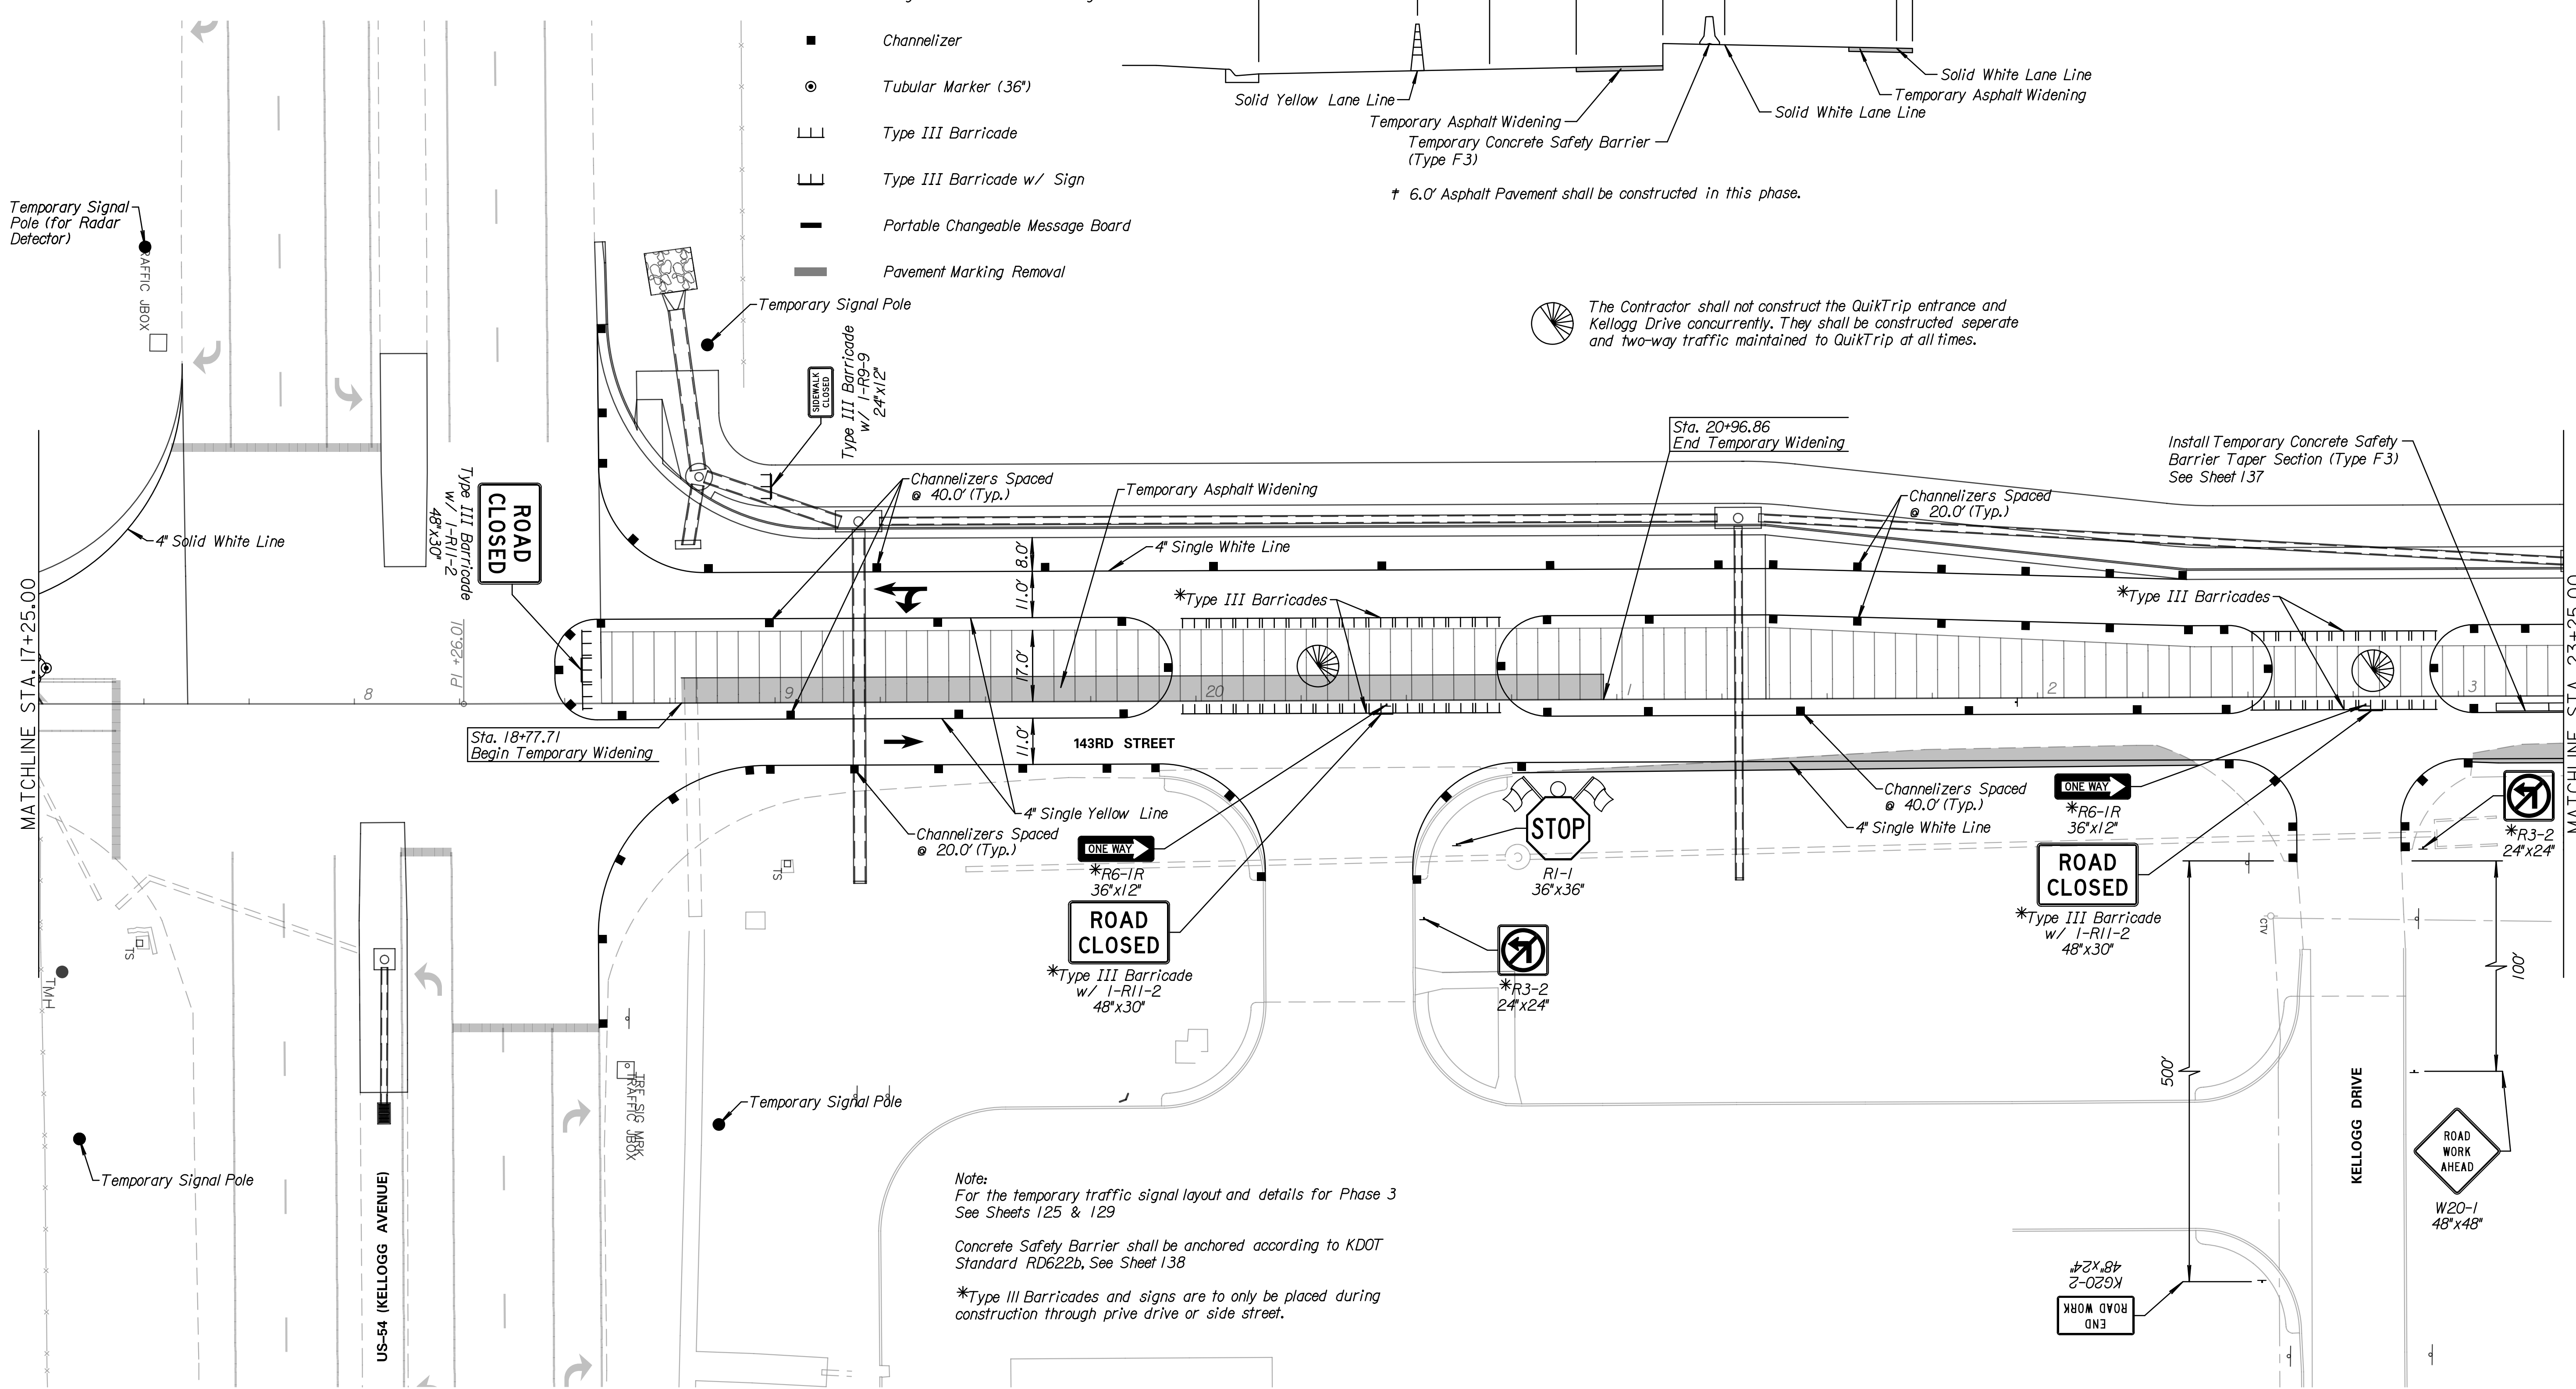 Channelizer
Tubular Marker (36")
Type III Barricade
Type III Barricade w/ Sign
Portable Changeable Message Board
Pavement Marking Removal
Solid Yellow Lane Line
Temporary Asphalt Widening
Temporary Concrete Safety Barrier
(Type F3)
Solid White Lane Line
Temporary Asphalt Widening
Solid White Lane Line
† 6.0' Asphalt Pavement shall be constructed in this phase.
The Contractor shall not construct the QuikTrip entrance and
Kellogg Drive concurrently. They shall be constructed seperate
and two-way traffic maintained to QuikTrip at all times.
Temporary Signal
Pole (for Radar
Detector)
RAFFIC JBOX
Temporary Signal Pole
SIDEWALK
CLOSED
Type III Barricade
w/ 1-R9-9
24"x12"
4" Solid White Line
MATCHLINE STA. 17+25.00
Type III Barricade
w/ 1-R11-2
48"x30"
ROAD
CLOSED
Channelizers Spaced
@ 40.0' (Typ.)
Temporary Asphalt Widening
4" Single White Line
Sta. 20+96.86
End Temporary Widening
Channelizers Spaced
@ 20.0' (Typ.)
Install Temporary Concrete Safety
Barrier Taper Section (Type F3)
See Sheet 137
8.0'
11.0'
17.0'
11.0'
*Type III Barricades
*Type III Barricades
PI +26.01
8
9
20
1
2
3
MATCHLINE STA. 23+25.00
Sta. 18+77.71
Begin Temporary Widening
143RD STREET
4" Single Yellow Line
Channelizers Spaced
@ 20.0' (Typ.)
ONE WAY
*R6-1R
36"x12"
ROAD
CLOSED
*Type III Barricade
w/ 1-R11-2
48"x30"
STOP
R1-1
36"x36"
*R3-2
24"x24"
Channelizers Spaced
@ 40.0' (Typ.)
4" Single White Line
ONE WAY
*R6-1R
36"x12"
ROAD
CLOSED
*Type III Barricade
w/ 1-R11-2
48"x30"
*R3-2
24"x24"
TS
TS
TMH
CTV
TRF SIG MRK
TRAFFIC JBOX
Temporary Signal Pole
Temporary Signal Pole
US-54 (KELLOGG AVENUE)
500'
100'
KELLOGG DRIVE
ROAD
WORK
AHEAD
W20-1
48"x48"
END
ROAD WORK
KG20-2
48"x24"
Note:
For the temporary traffic signal layout and details for Phase 3
See Sheets 125 & 129
Concrete Safety Barrier shall be anchored according to KDOT
Standard RD622b, See Sheet 138
*Type III Barricades and signs are to only be placed during
construction through prive drive or side street.